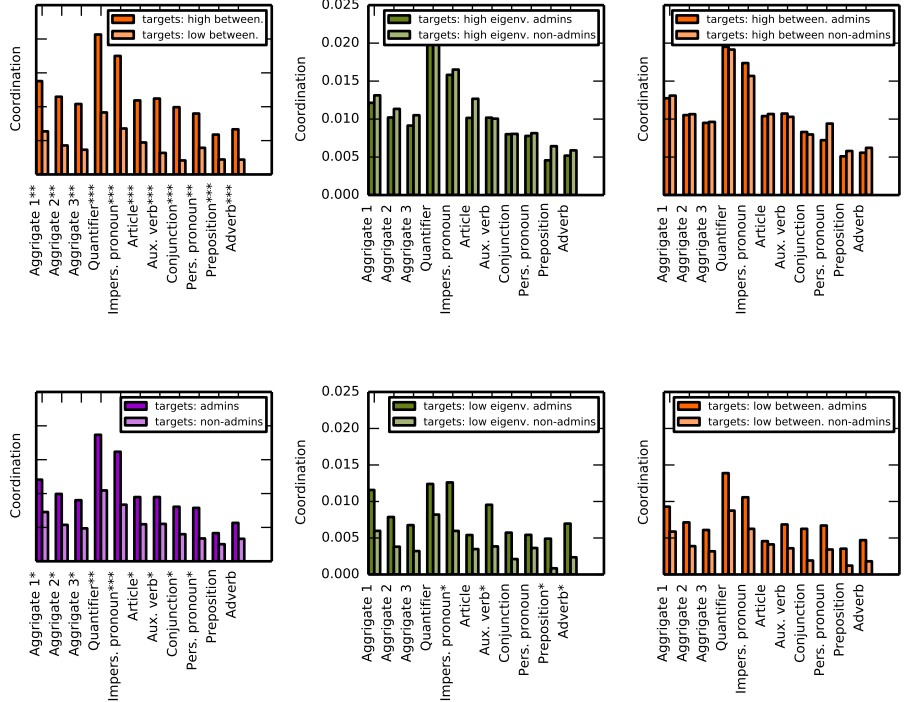 targets: high between.
targets: low between.
Coordination
Aggrigate 1**
Aggrigate 2**
Aggrigate 3**
Quantifier***
Impers. pronoun***
Article***
Aux. verb***
Conjunction***
Pers. pronoun**
Preposition***
Adverb***
0.025
0.020
0.015
0.010
0.005
0.000
targets: high eigenv. admins
targets: high eigenv. non-admins
Coordination
Aggrigate 1
Aggrigate 2
Aggrigate 3
Quantifier
Impers. pronoun
Article
Aux. verb
Conjunction
Pers. pronoun
Preposition
Adverb
targets: high between. admins
targets: high between non-admins
Coordination
Aggrigate 1
Aggrigate 2
Aggrigate 3
Quantifier
Impers. pronoun
Article
Aux. verb
Conjunction
Pers. pronoun
Preposition
Adverb
targets: admins
targets: non-admins
Coordination
Aggrigate 1*
Aggrigate 2*
Aggrigate 3*
Quantifier**
Impers. pronoun***
Article*
Aux. verb*
Conjunction*
Pers. pronoun*
Preposition
Adverb
0.025
0.020
0.015
0.010
0.005
0.000
targets: low eigenv. admins
targets: low eigenv. non-admins
Coordination
Aggrigate 1
Aggrigate 2
Aggrigate 3
Quantifier
Impers. pronoun*
Article
Aux. verb*
Conjunction
Pers. pronoun
Preposition*
Adverb*
targets: low between. admins
targets: low between. non-admins
Coordination
Aggrigate 1
Aggrigate 2
Aggrigate 3
Quantifier
Impers. pronoun
Article
Aux. verb
Conjunction
Pers. pronoun
Preposition
Adverb